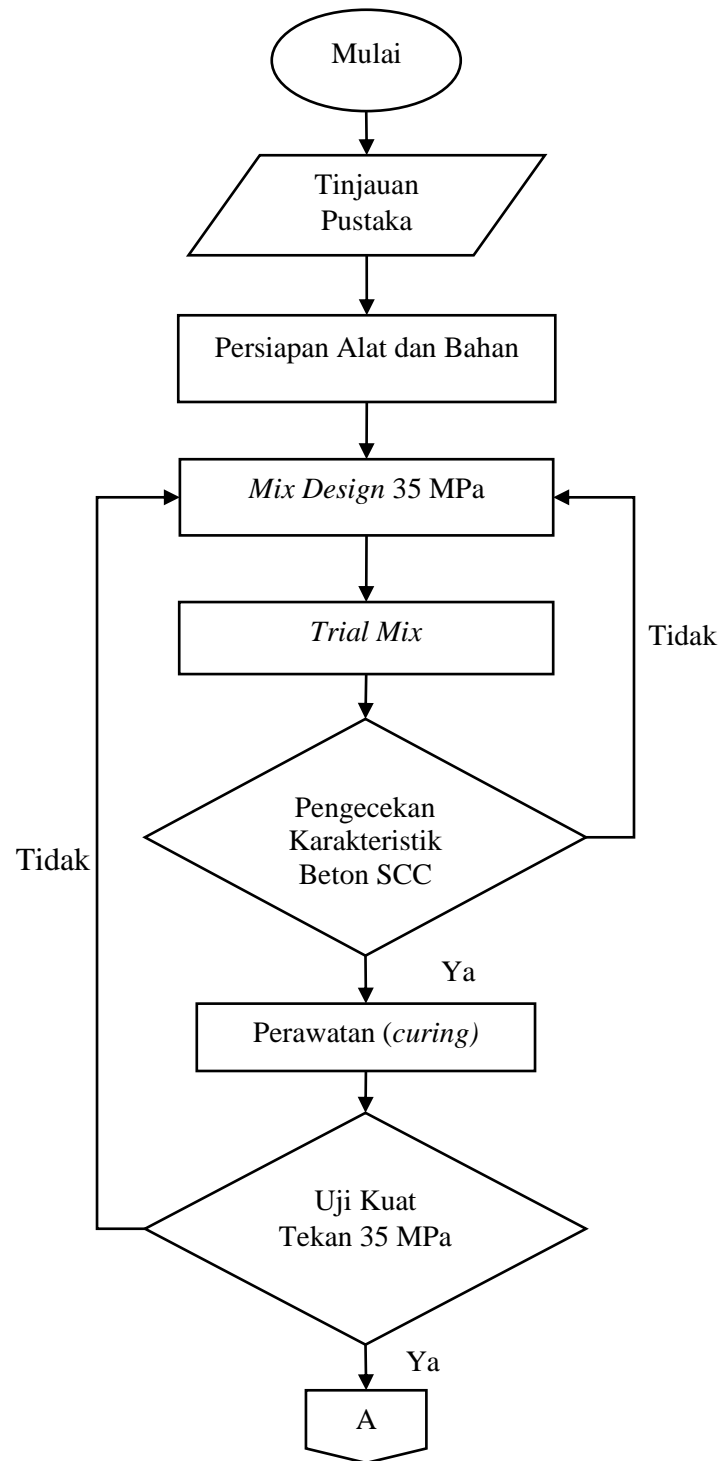 Mulai
Tinjauan
Pustaka
Persiapan Alat dan Bahan
Mix Design 35 MPa
Trial Mix
Tidak
Pengecekan
Karakteristik
Beton SCC
Tidak
Ya
Perawatan (curing)
Uji Kuat
Tekan 35 MPa
Ya
A